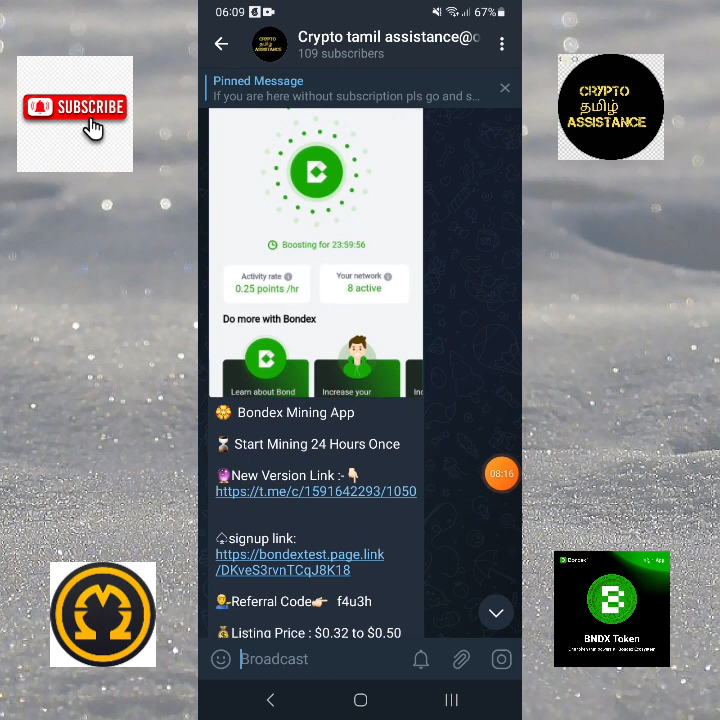 06:09
67%
Crypto tamil assistance@
109 subscribers
Pinned Message
If you are here without subscription pls go and s...
Boosting for 23:59:56
Activity rate
0.25 points /hr
Your network
8 active
Do more with Bondex
Learn about Bond
Increase your
Bondex Mining App
Start Mining 24 Hours Once
New Version Link :-
https://t.me/c/1591642293/1050
signup link:
https://bondextest.page.link
/DKveS3rvnTCqJ8K18
Referral Code f4u3h
Listing Price : $0.32 to $0.50
Broadcast
08:16
SUBSCRIBE
CRYPTO
தமிழ்
ASSISTANCE
CRYPTO
தமிழ்
ASSISTANCE
Bondex
BNDX Token